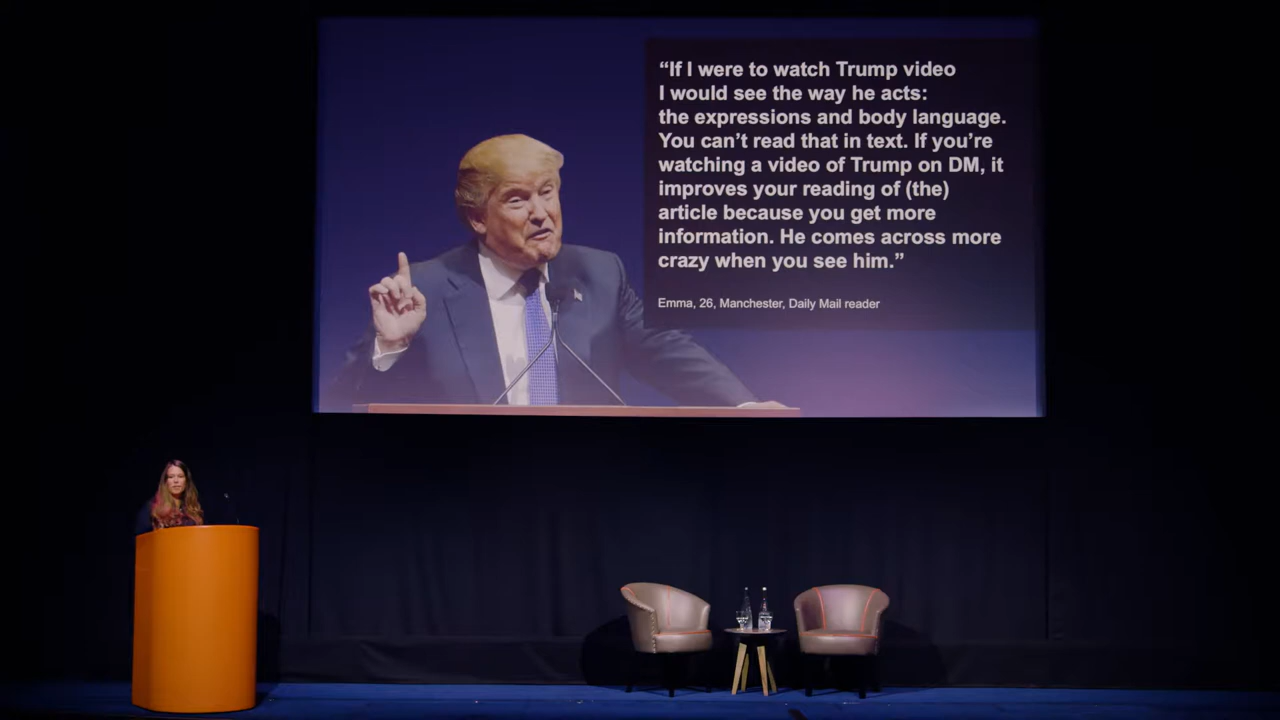 “If I were to watch Trump video
I would see the way he acts:
the expressions and body language.
You can’t read that in text. If you’re
watching a video of Trump on DM, it
improves your reading of (the)
article because you get more
information. He comes across more
crazy when you see him.”
Emma, 26, Manchester, Daily Mail reader